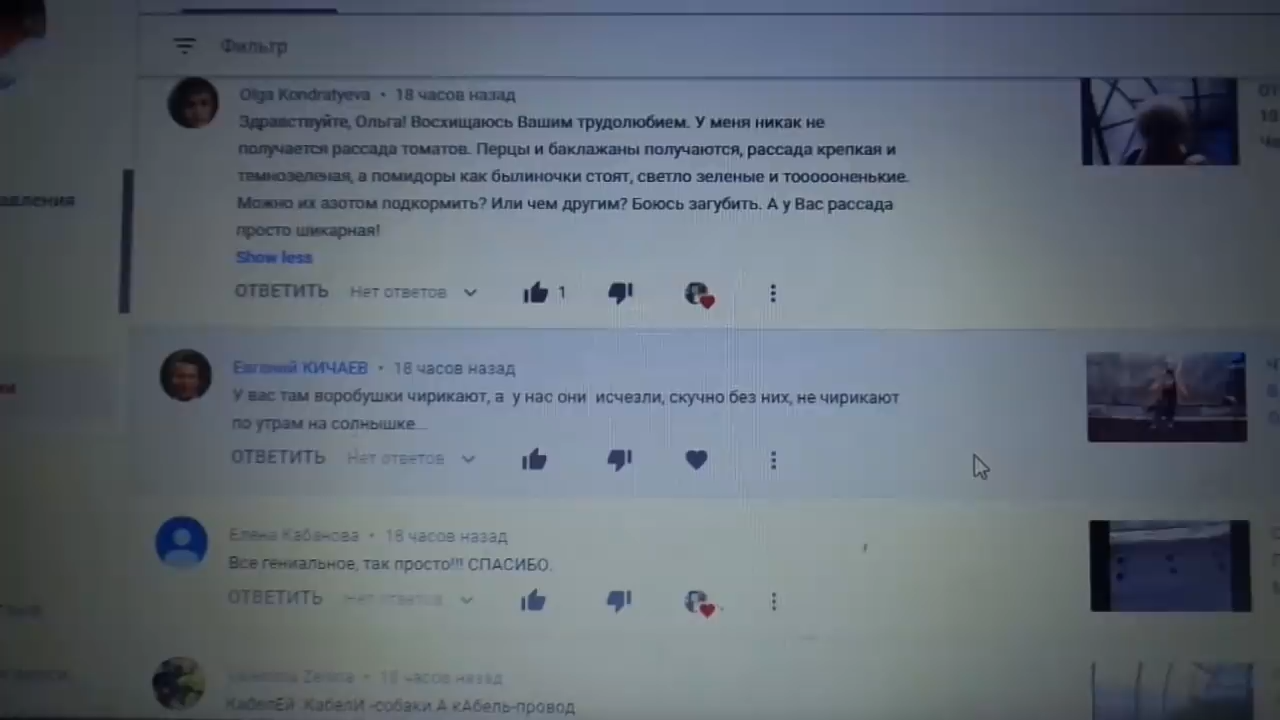 Фильтр
Olga Kondratyeva • 18 часов назад
Здравствуйте, Ольга! Восхищаюсь Вашим трудолюбием. У меня никак не
получается рассада томатов. Перцы и баклажаны получаются, рассада крепкая и
темнозеленая, а помидоры как былиночки стоят, светло зеленые и тоооооненькие.
Можно их азотом подкормить? Или чем другим? Боюсь загубить. А у Вас рассада
просто шикарная!
Show less
ОТВЕТИТЬ Нет ответов 1
авления
Евгений КИЧАЕВ • 18 часов назад
У вас там воробушки чирикают, а у нас они исчезли, скучно без них, не чирикают
по утрам на солнышке...
ОТВЕТИТЬ Нет ответов
Елена Кабанова • 18 часов назад
Все гениальное, так просто!!! СПАСИБО.
ОТВЕТИТЬ Нет ответов
18 часов назад
КабелЕЙ КабелИ -собаки А кАбель-провод